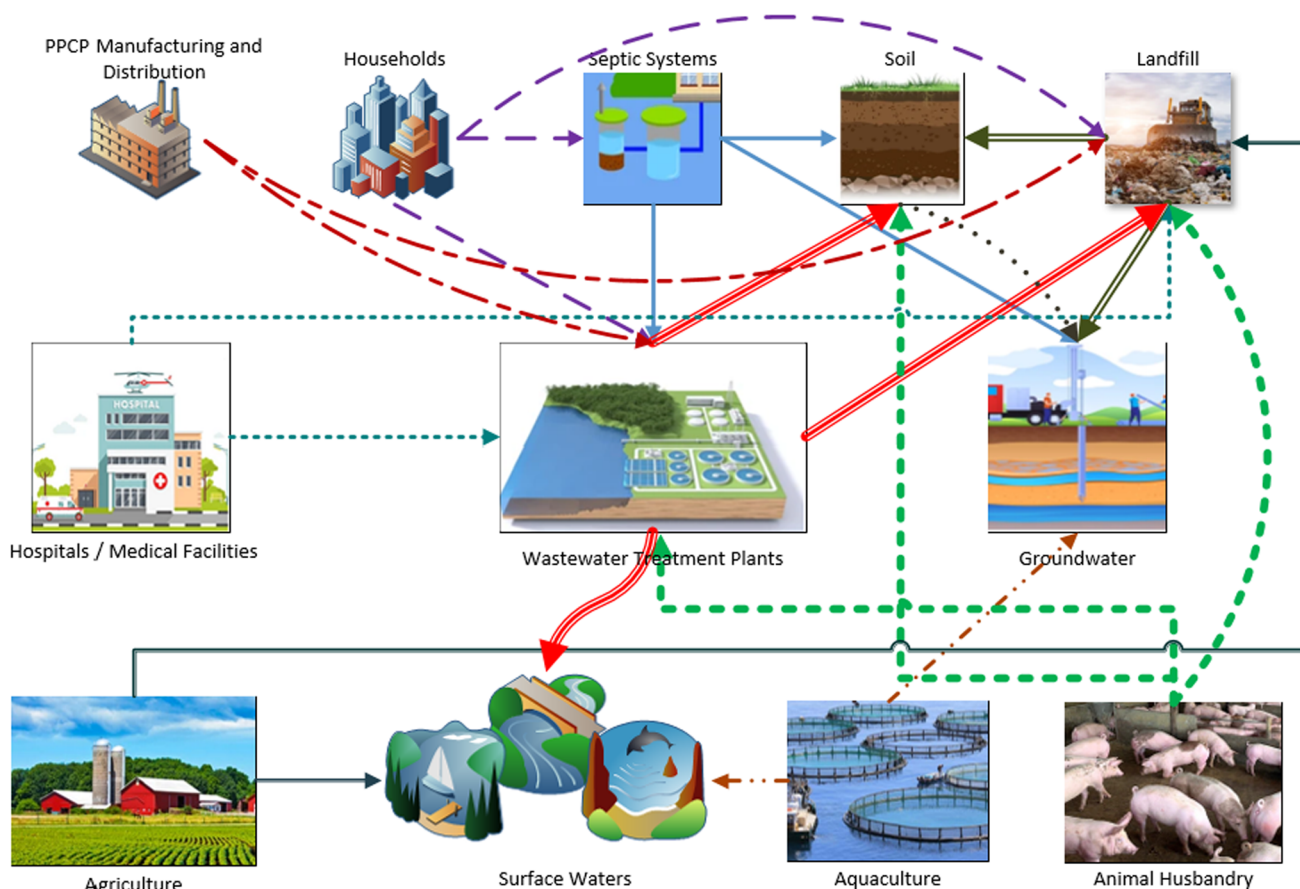 PPCP Manufacturing and
Distribution
Households
Septic Systems
Soil
Landfill
HOSPITAL
Hospitals / Medical Facilities
Wastewater Treatment Plants
Groundwater
Agriculture
Surface Waters
Aquaculture
Animal Husbandry